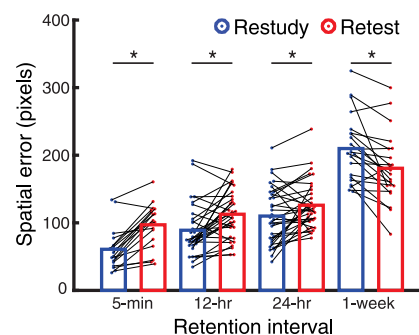 Restudy Retest
* * * *
400
300
200
100
0
Spatial error (pixels)
5-min 12-hr 24-hr 1-week
Retention interval